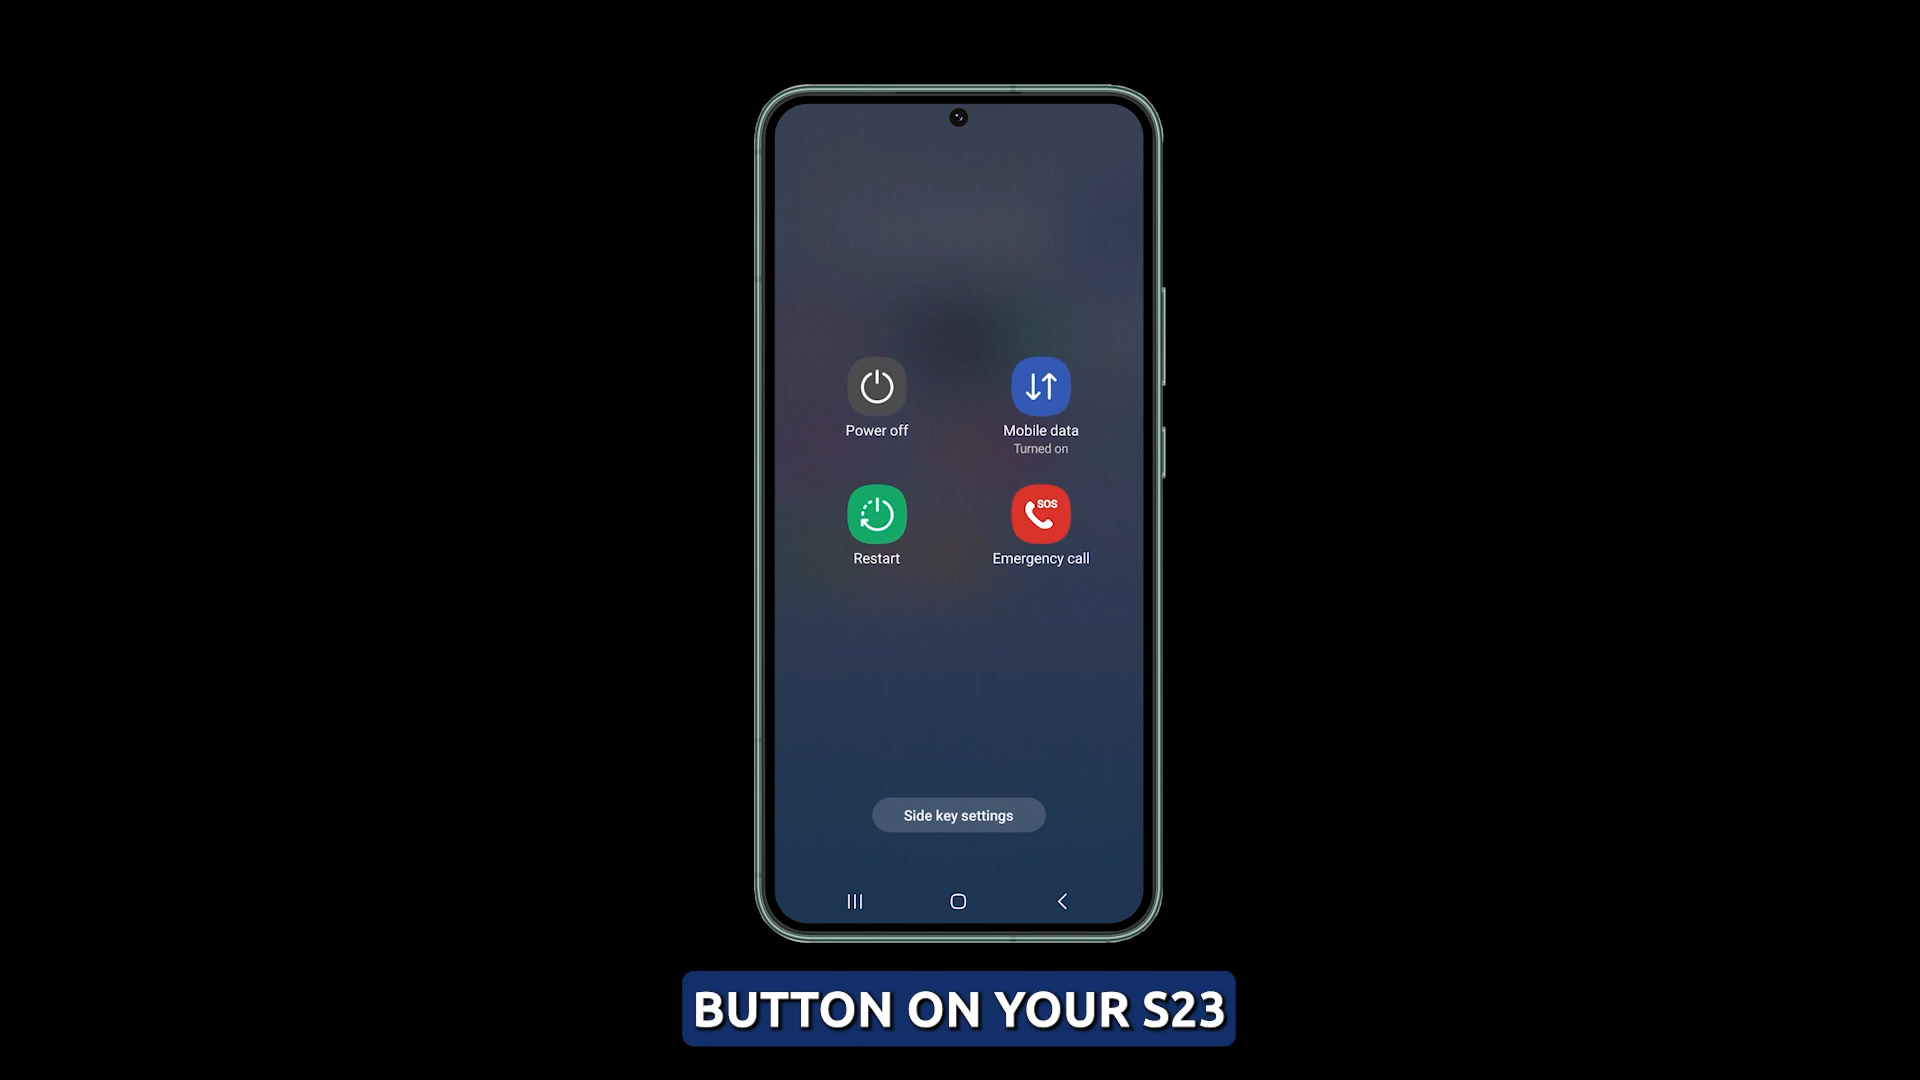 Power off
Mobile data
Turned on
SOS
Restart
Emergency call
Side key settings
BUTTON ON YOUR S23